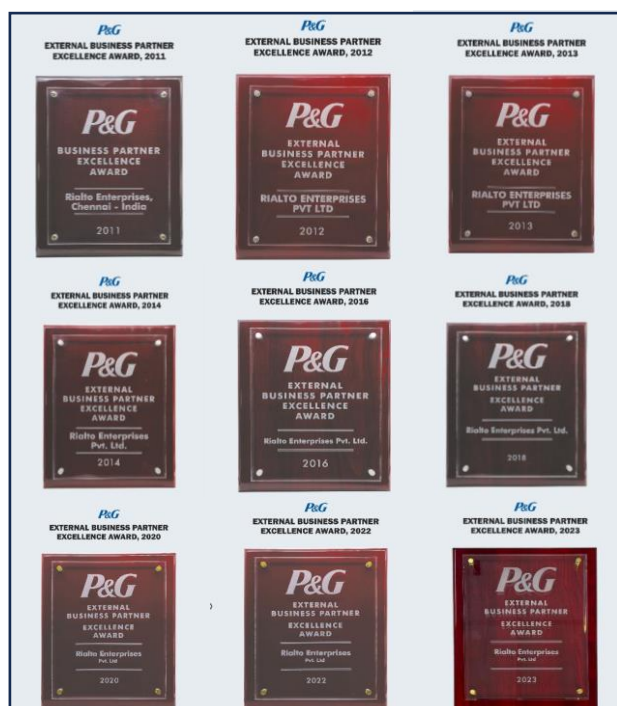 P&G
EXTERNAL BUSINESS PARTNER
EXCELLENCE AWARD, 2011
P&G
BUSINESS PARTNER
EXCELLENCE
AWARD
Rialto Enterprises,
Chennai - India
2011
P&G
EXTERNAL BUSINESS PARTNER
EXCELLENCE AWARD, 2012
P&G
EXTERNAL
BUSINESS PARTNER
EXCELLENCE
AWARD
RIALTO ENTERPRISES
PVT LTD
2012
P&G
EXTERNAL BUSINESS PARTNER
EXCELLENCE AWARD, 2013
P&G
EXTERNAL
BUSINESS PARTNER
EXCELLENCE
AWARD
RIALTO ENTERPRISES
PVT LTD
2013
P&G
EXTERNAL BUSINESS PARTNER
EXCELLENCE AWARD, 2014
P&G
EXTERNAL
BUSINESS PARTNER
EXCELLENCE
AWARD
Rialto Enterprises
Pvt. Ltd.
2014
P&G
EXTERNAL BUSINESS PARTNER
EXCELLENCE AWARD, 2016
P&G
EXTERNAL
BUSINESS PARTNER
EXCELLENCE
AWARD
Rialto Enterprises Pvt. Ltd.
2016
P&G
EXTERNAL BUSINESS PARTNER
EXCELLENCE AWARD, 2018
P&G
EXTERNAL
BUSINESS PARTNER
EXCELLENCE
AWARD
Rialto Enterprises Pvt. Ltd.
2018
P&G
EXTERNAL BUSINESS PARTNER
EXCELLENCE AWARD, 2020
P&G
EXTERNAL
BUSINESS PARTNER
EXCELLENCE
AWARD
Rialto Enterprises
Pvt. Ltd
2020
P&G
EXTERNAL BUSINESS PARTNER
EXCELLENCE AWARD, 2022
P&G
EXTERNAL
BUSINESS PARTNER
EXCELLENCE
AWARD
Rialto Enterprises
Pvt. Ltd
2022
P&G
EXTERNAL BUSINESS PARTNER
EXCELLENCE AWARD, 2023
P&G
EXTERNAL
BUSINESS PARTNER
EXCELLENCE
AWARD
Rialto Enterprises
Pvt. Ltd
2023